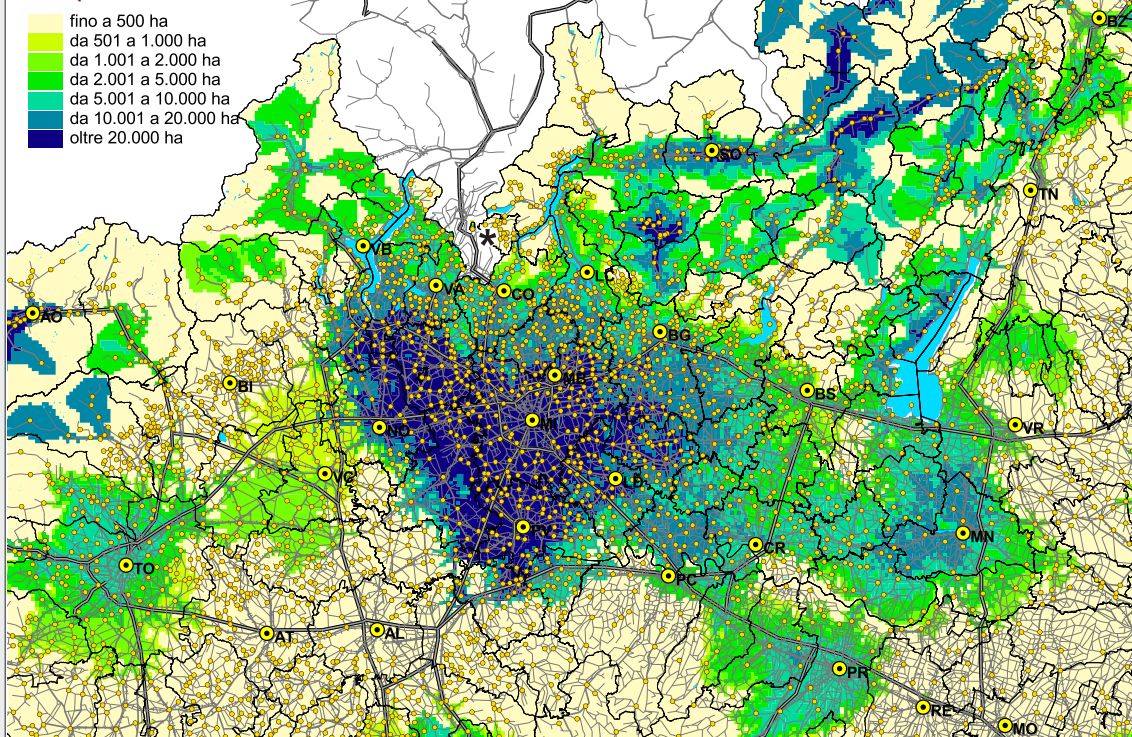 fino a 500 ha
da 501 a 1.000 ha
da 1.001 a 2.000 ha
da 2.001 a 5.000 ha
da 5.001 a 10.000 ha
da 10.001 a 20.000 ha
oltre 20.000 ha
BZ
SO
TN
VB
*
LC
VA
CO
AO
BG
MB
BI
BS
MI
NO
VR
VC
LO
PV
MN
CR
TO
PC
AT
AL
PR
RE
MO